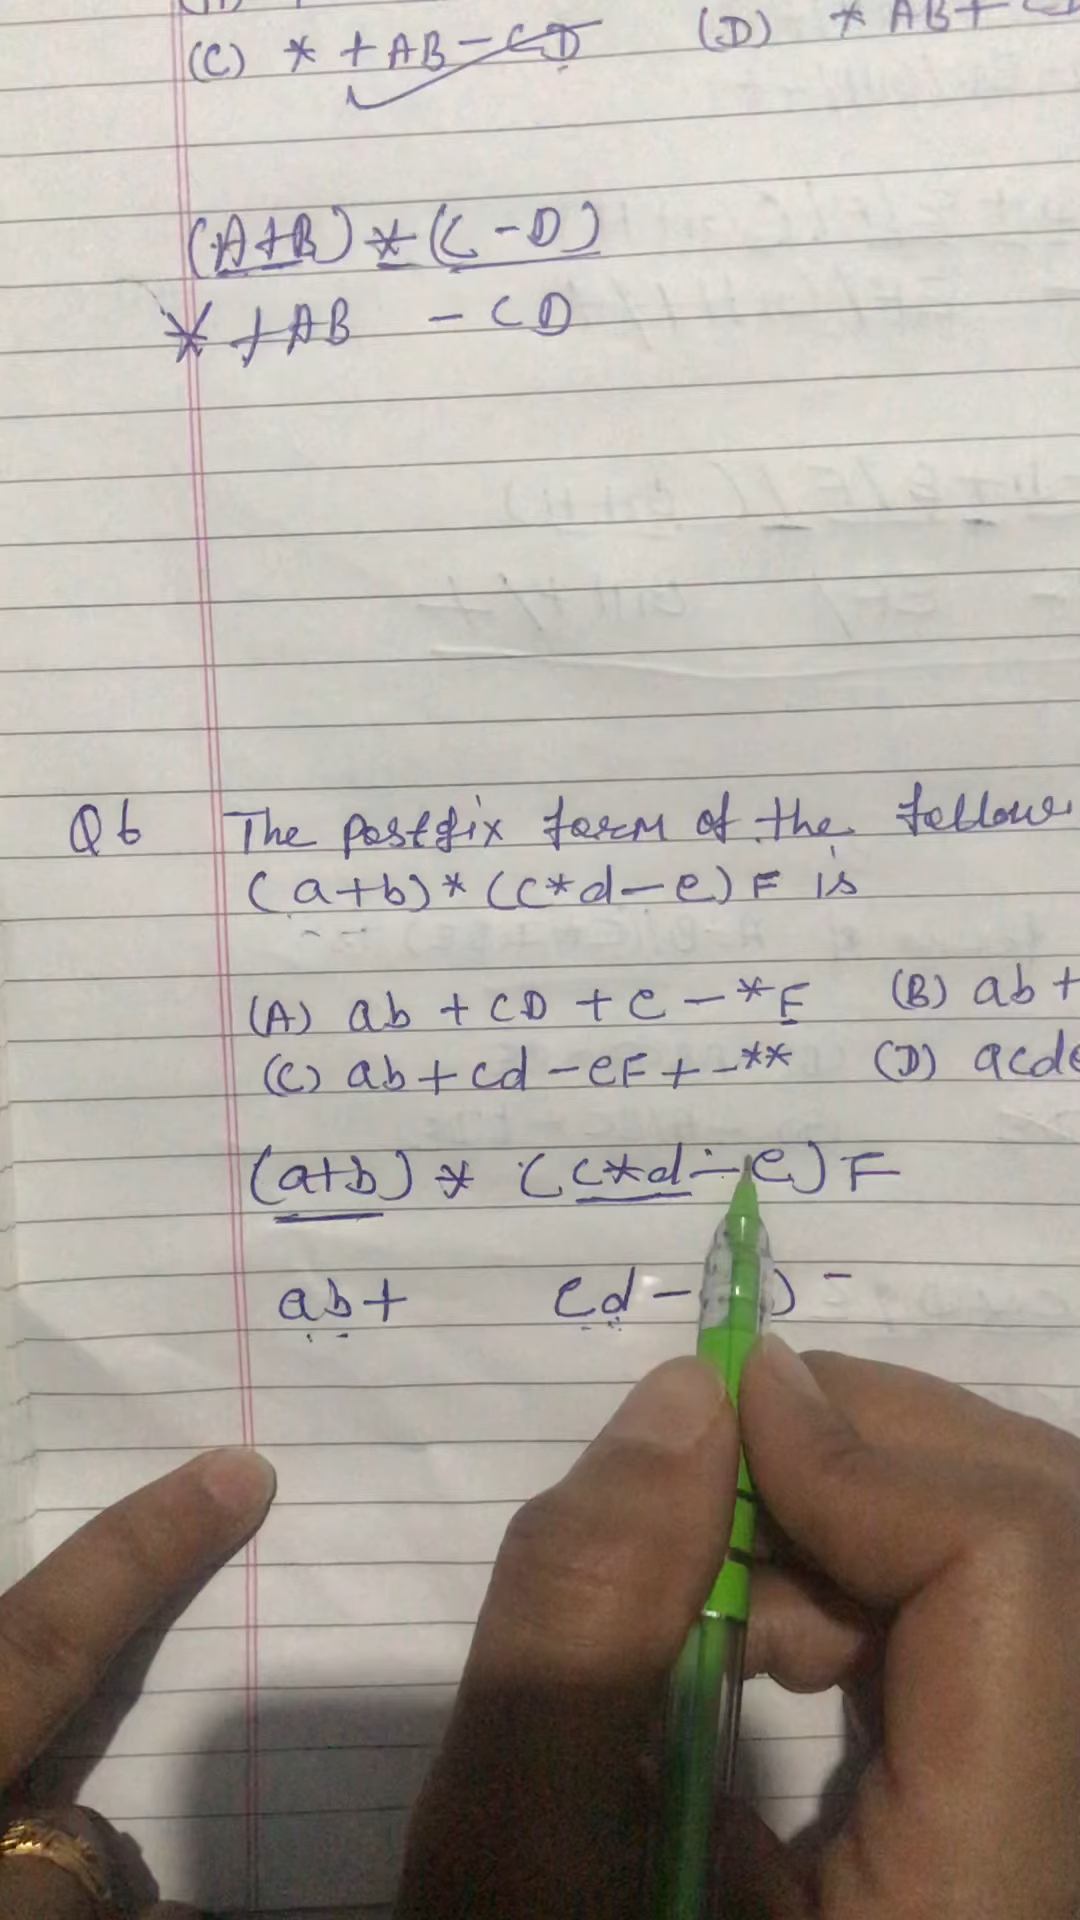 (C) * +AB-CD (D) * AB+
(A+B) * (C-D)
* +AB - CD
Q6 The postfix form of the follow
(a+b)*(c*d-e) F is
(A) ab + CD + e - *F (B) ab +
(C) ab + cd - eF + - ** (D) acde
(a+b) * (c*d-e) F
ab+ cd -